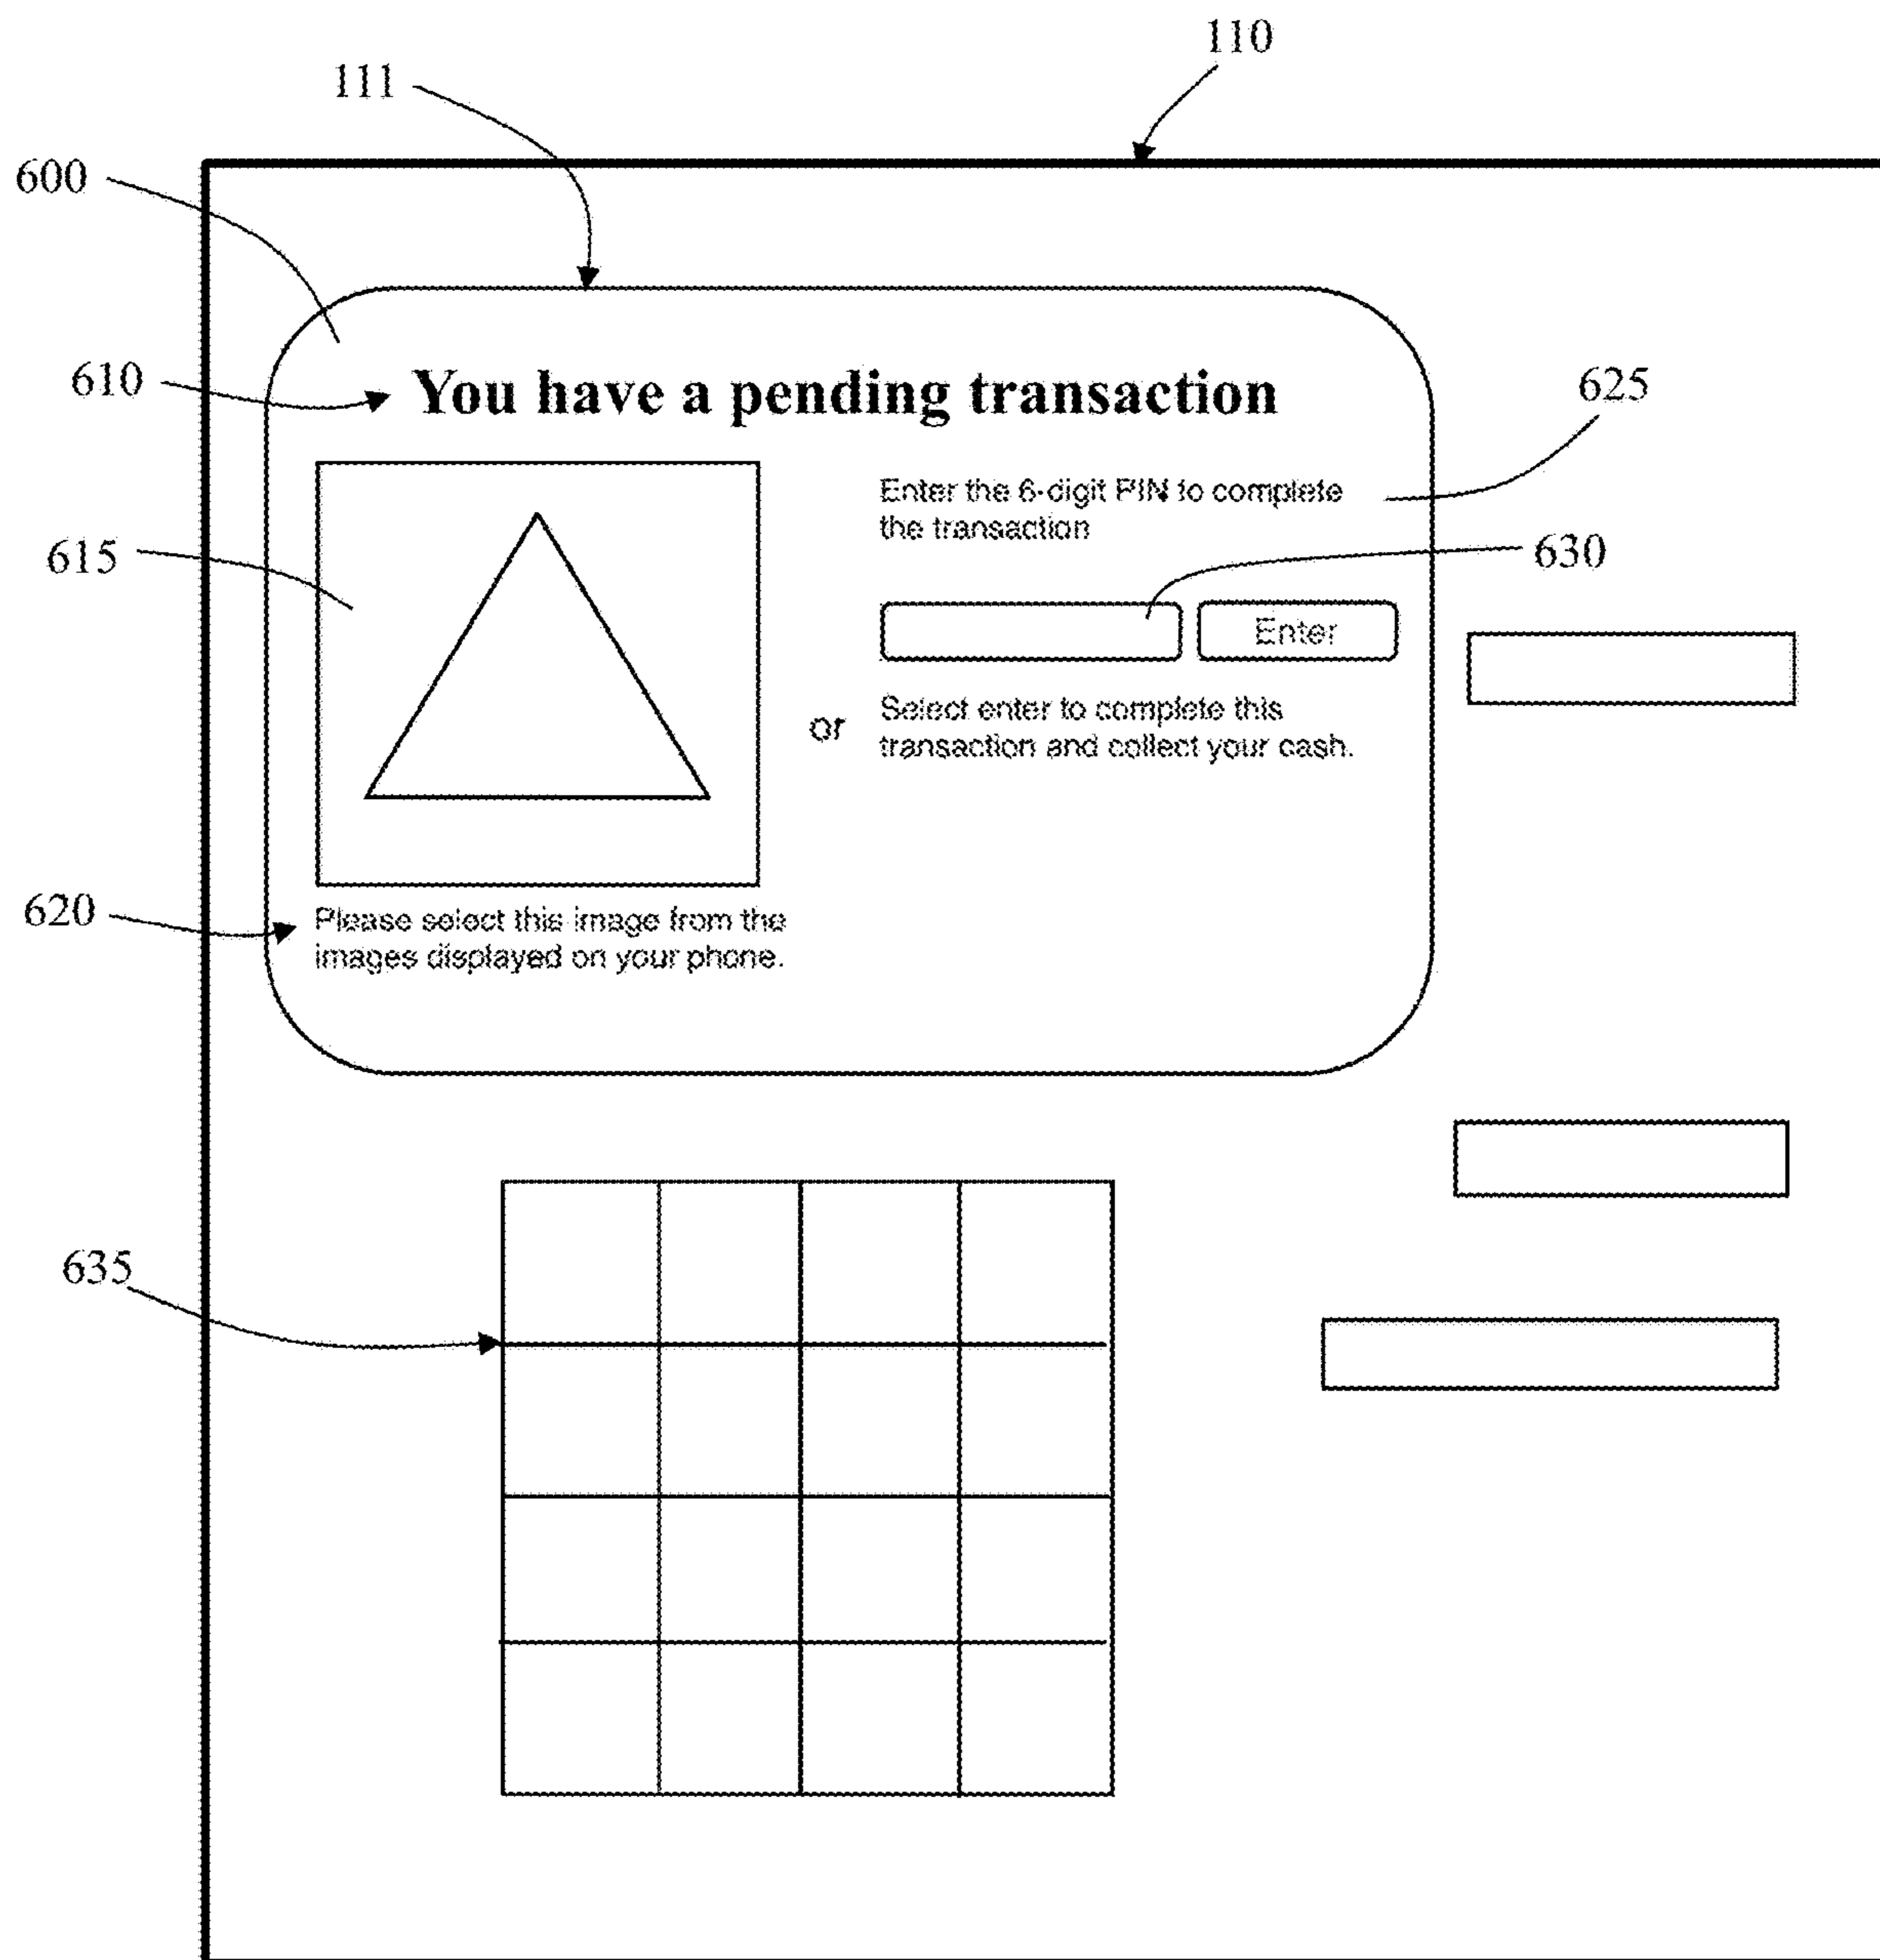 110
111
600
610
You have a pending transaction
625
Enter the 6-digit PIN to complete
the transaction
615
630
Enter
or
Select enter to complete this
transaction and collect your cash.
620
Please select this image from the
images displayed on your phone.
635